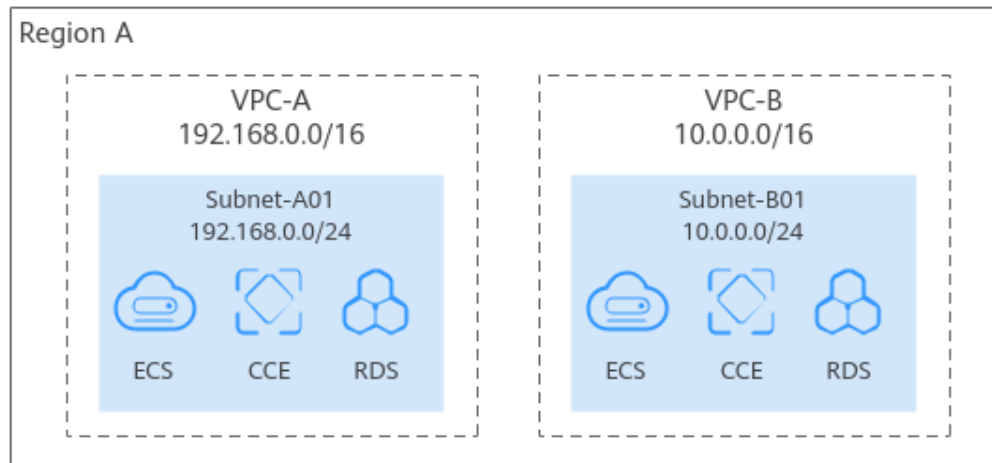 Region A
VPC-A
192.168.0.0/16
Subnet-A01
192.168.0.0/24
ECS
CCE
RDS
VPC-B
10.0.0.0/16
Subnet-B01
10.0.0.0/24
ECS
CCE
RDS